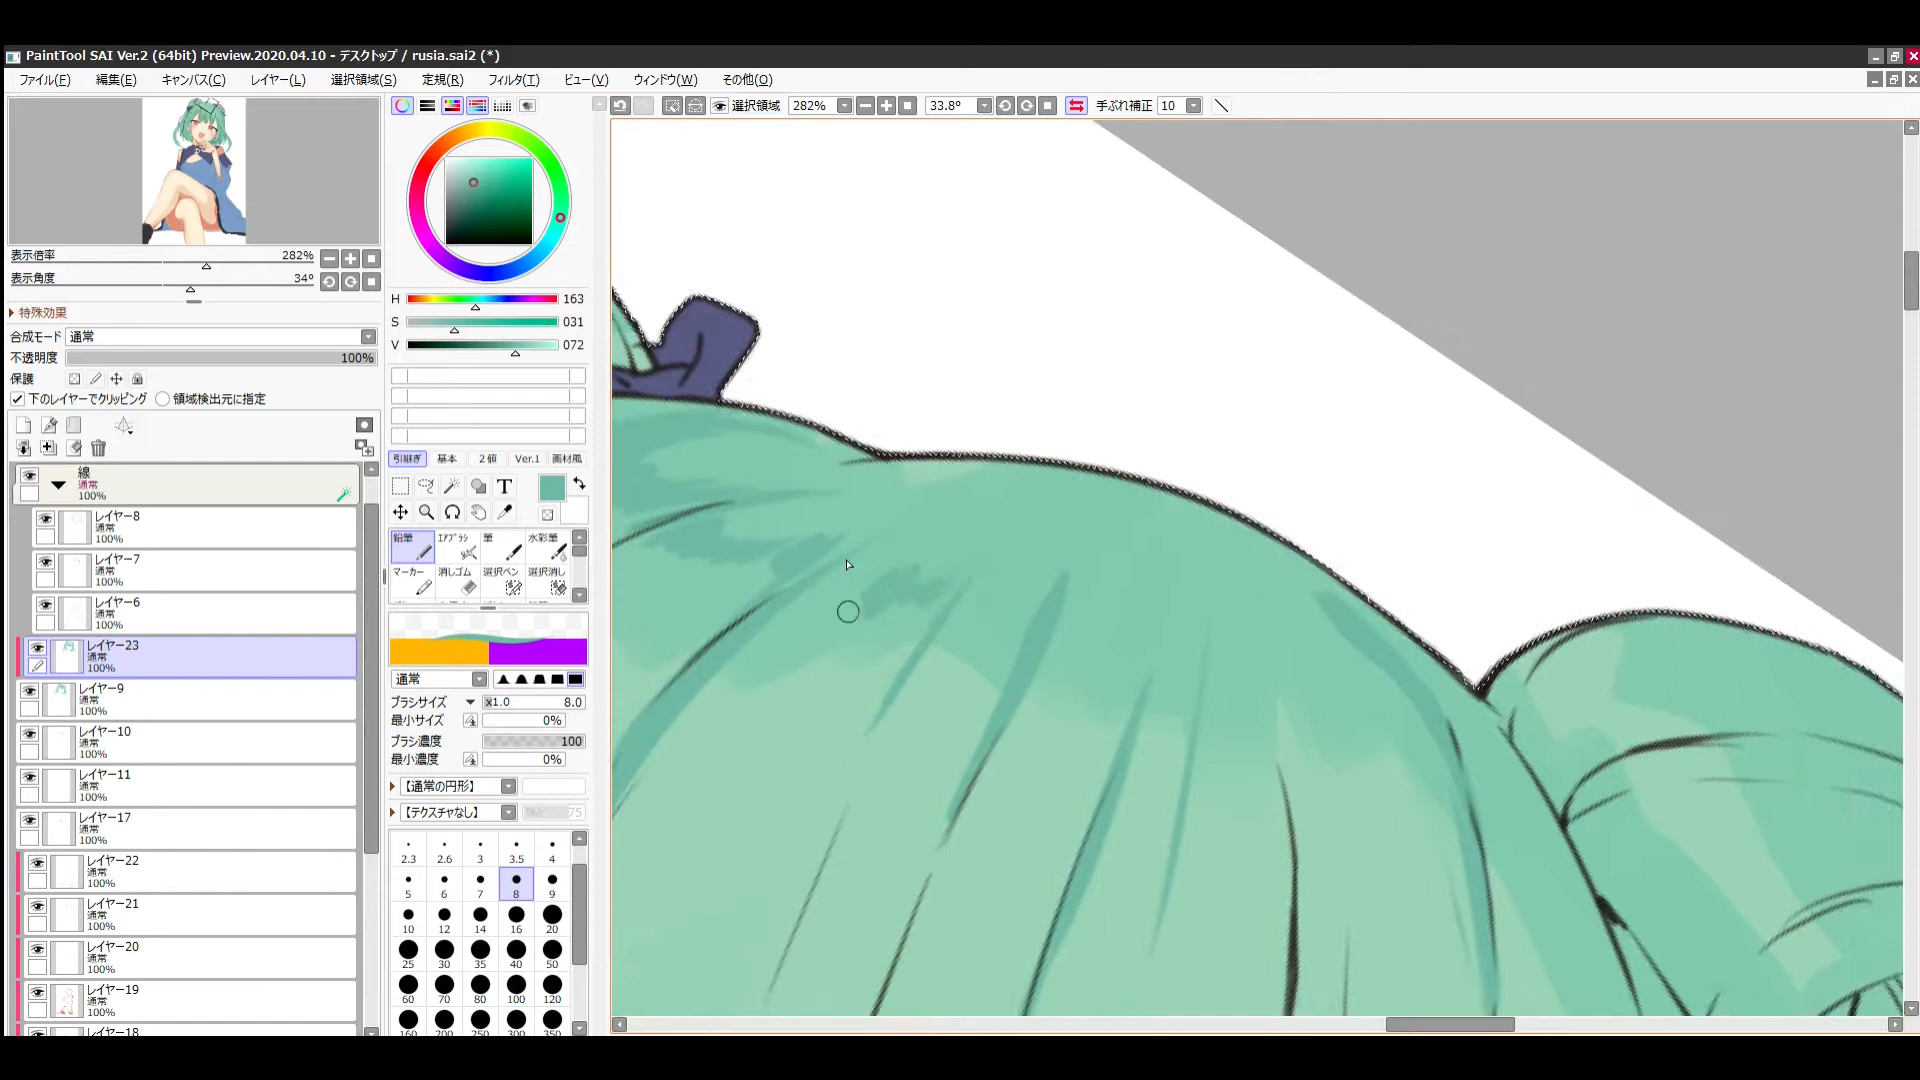 PaintTool SAI Ver.2 (64bit) Preview.2020.04.10 - デスクトップ / rusia.sai2 (*)
ファイル(F) 編集(E) キャンバス(C) レイヤー(L) 選択領域(S) 定規(R) フィルタ(T) ビュー(V) ウィンドウ(W) その他(O)
選択領域 282% 33.8° 手ぶれ補正 10
表示倍率 282%
表示角度 34°
特殊効果
合成モード 通常
不透明度 100%
保護
下のレイヤーでクリッピング 領域検出元に指定
線
通常
100%
レイヤー8
通常
100%
レイヤー7
通常
100%
レイヤー6
通常
100%
レイヤー23
通常
100%
レイヤー9
通常
100%
レイヤー10
通常
100%
レイヤー11
通常
100%
レイヤー17
通常
100%
レイヤー22
通常
100%
レイヤー21
通常
100%
レイヤー20
通常
100%
レイヤー19
通常
100%
レイヤー18
H 163
S 031
V 072
引継ぎ 基本 2値 Ver.1 画材風
T
鉛筆 エアブラシ 筆 水彩筆
マーカー 消しゴム 選択ペン 選択消し
通常
ブラシサイズ x1.0 8.0
最小サイズ 0%
ブラシ濃度 100
最小濃度 0%
【通常の円形】
【テクスチャなし】 75
2.3 2.6 3 3.5 4
5 6 7 8 9
10 12 14 16 20
25 30 35 40 50
60 70 80 100 120
160 200 250 300 350